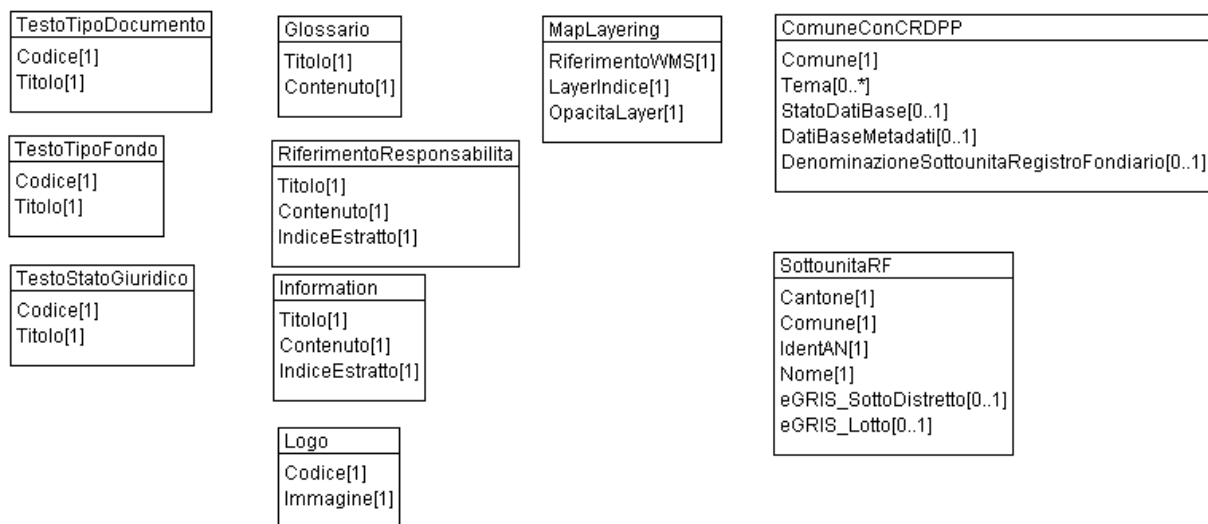 TestoTipoDocumento
Codice[1]
Titolo[1]
TestoTipoFondo
Codice[1]
Titolo[1]
TestoStatoGiuridico
Codice[1]
Titolo[1]
Glossario
Titolo[1]
Contenuto[1]
RiferimentoResponsabilita
Titolo[1]
Contenuto[1]
IndiceEstratto[1]
Information
Titolo[1]
Contenuto[1]
IndiceEstratto[1]
Logo
Codice[1]
Immagine[1]
MapLayering
RiferimentoWMS[1]
LayerIndice[1]
OpacitaLayer[1]
ComuneConCRDPP
Comune[1]
Tema[0..*]
StatoDatiBase[0..1]
DatiBaseMetadati[0..1]
DenominazioneSottounitaRegistroFondiario[0..1]
SottounitaRF
Cantone[1]
Comune[1]
IdentAN[1]
Nome[1]
eGRIS_SottoDistretto[0..1]
eGRIS_Lotto[0..1]